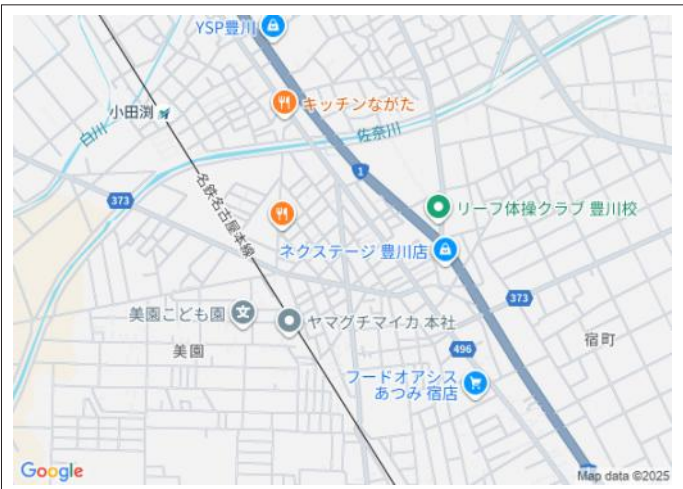 YSP豊川
キッチンながた
小田渕
白川
佐奈川
1
名鉄名古屋本線
373
リーフ体操クラブ 豊川校
ネクステージ 豊川店
373
美園こども園
ヤマグチマイカ 本社
美園
496
宿町
フードオアシス
あつみ 宿店
Google
Map data ©2025